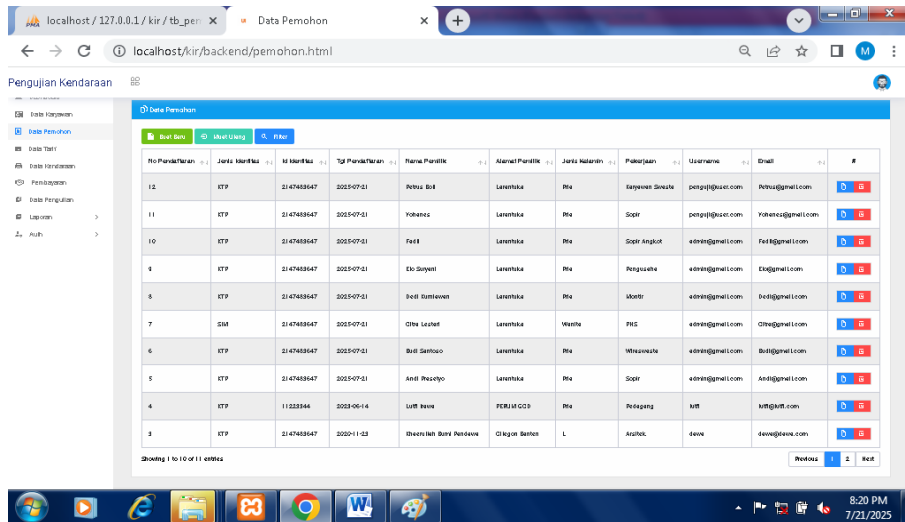 localhost / 127.0.0.1 / kir / tb_pen
Data Pemohon
localhost/kir/backend/pemohon.html
M
Pengujian Kendaraan
Data Karyawan
Data Pemohon
Data Tarif
Data Kendaraan
Pembayaran
Data Pengujian
Laporan
Auth
Data Pemohon
Buat Baru Muat Ulang Filter
No Pendaftaran Jenis Identitas Id Identitas Tgl Pendaftaran Nama Pemilik Alamat Pemilik Jenis Kelamin Pekerjaan Username Email #
12 KTP 2147483647 2025-07-21 Petrus Boli Larantuka Pria Karyawan Swasta penguji@user.com Petrus@gmail.com
11 KTP 2147483647 2025-07-21 Yohanes Larantuka Pria Sopir penguji@user.com Yohanes@gmail.com
10 KTP 2147483647 2025-07-21 Fadli Larantuka Pria Sopir Angkot admin@gmail.com Fadli@gmail.com
9 KTP 2147483647 2025-07-21 Eko Suryani Larantuka Pria Pengusaha admin@gmail.com Eko@gmail.com
8 KTP 2147483647 2025-07-21 Dedi Kurniawan Larantuka Pria Montir admin@gmail.com Dedi@gmail.com
7 SIM 2147483647 2025-07-21 Citra Lestari Larantuka Wanita PNS admin@gmail.com Citra@gmail.com
6 KTP 2147483647 2025-07-21 Budi Santoso Larantuka Pria Wiraswasta admin@gmail.com Budi@gmail.com
5 KTP 2147483647 2025-07-21 Andi Prasetyo Larantuka Pria Sopir admin@gmail.com Andi@gmail.com
4 KTP 11223344 2023-06-14 Lutfi PERUM GCD Pria Pedagang lutfi lutfi@lutfi.com
3 KTP 2147483647 2020-11-23 Khaerullah Bumi Pandawa Cilegon Banten L Arsitek dewa dewa@dewa.com
Showing 1 to 10 of 11 entries
Previous 1 2 Next
8:20 PM
7/21/2025